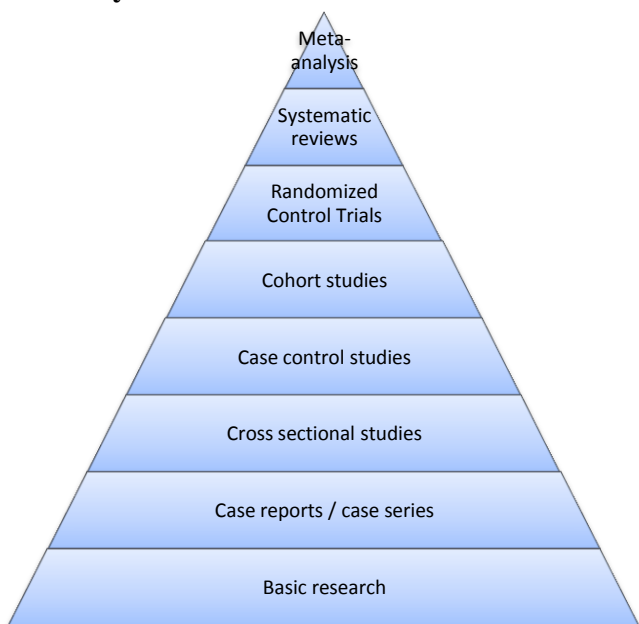 Meta-
analysis
Systematic
reviews
Randomized
Control Trials
Cohort studies
Case control studies
Cross sectional studies
Case reports / case series
Basic research